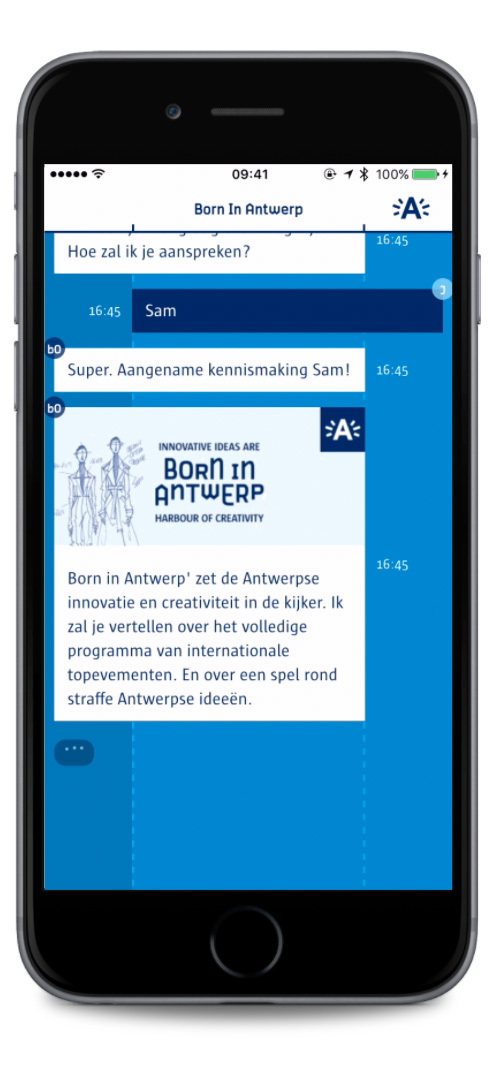 09:41
100%
Born In Antwerp
A
16:45
Hoe zal ik je aanspreken?
16:45
Sam
J
bO
Super. Aangename kennismaking Sam!
16:45
bO
A
INNOVATIVE IDEAS ARE
BORN IN
ANTWERP
HARBOUR OF CREATIVITY
16:45
Born in Antwerp' zet de Antwerpse
innovatie en creativiteit in de kijker. Ik
zal je vertellen over het volledige
programma van internationale
topevementen. En over een spel rond
straffe Antwerpse ideeën.
...